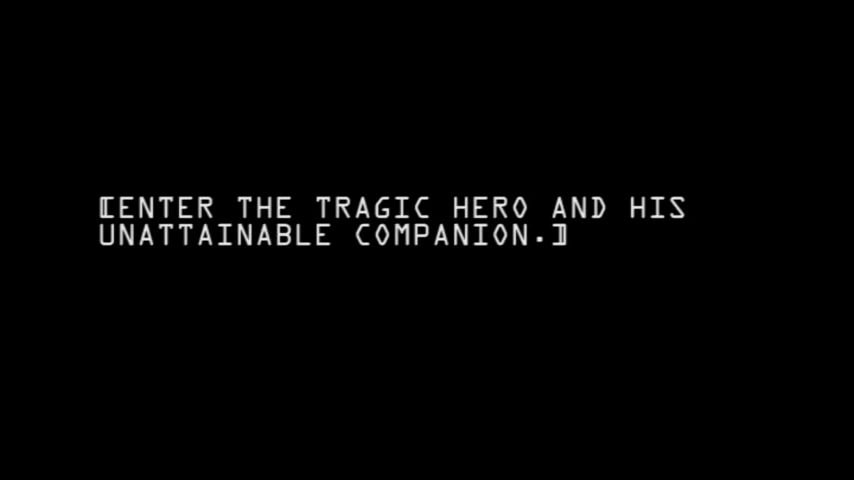 [ENTER THE TRAGIC HERO AND HIS
UNATTAINABLE COMPANION.]